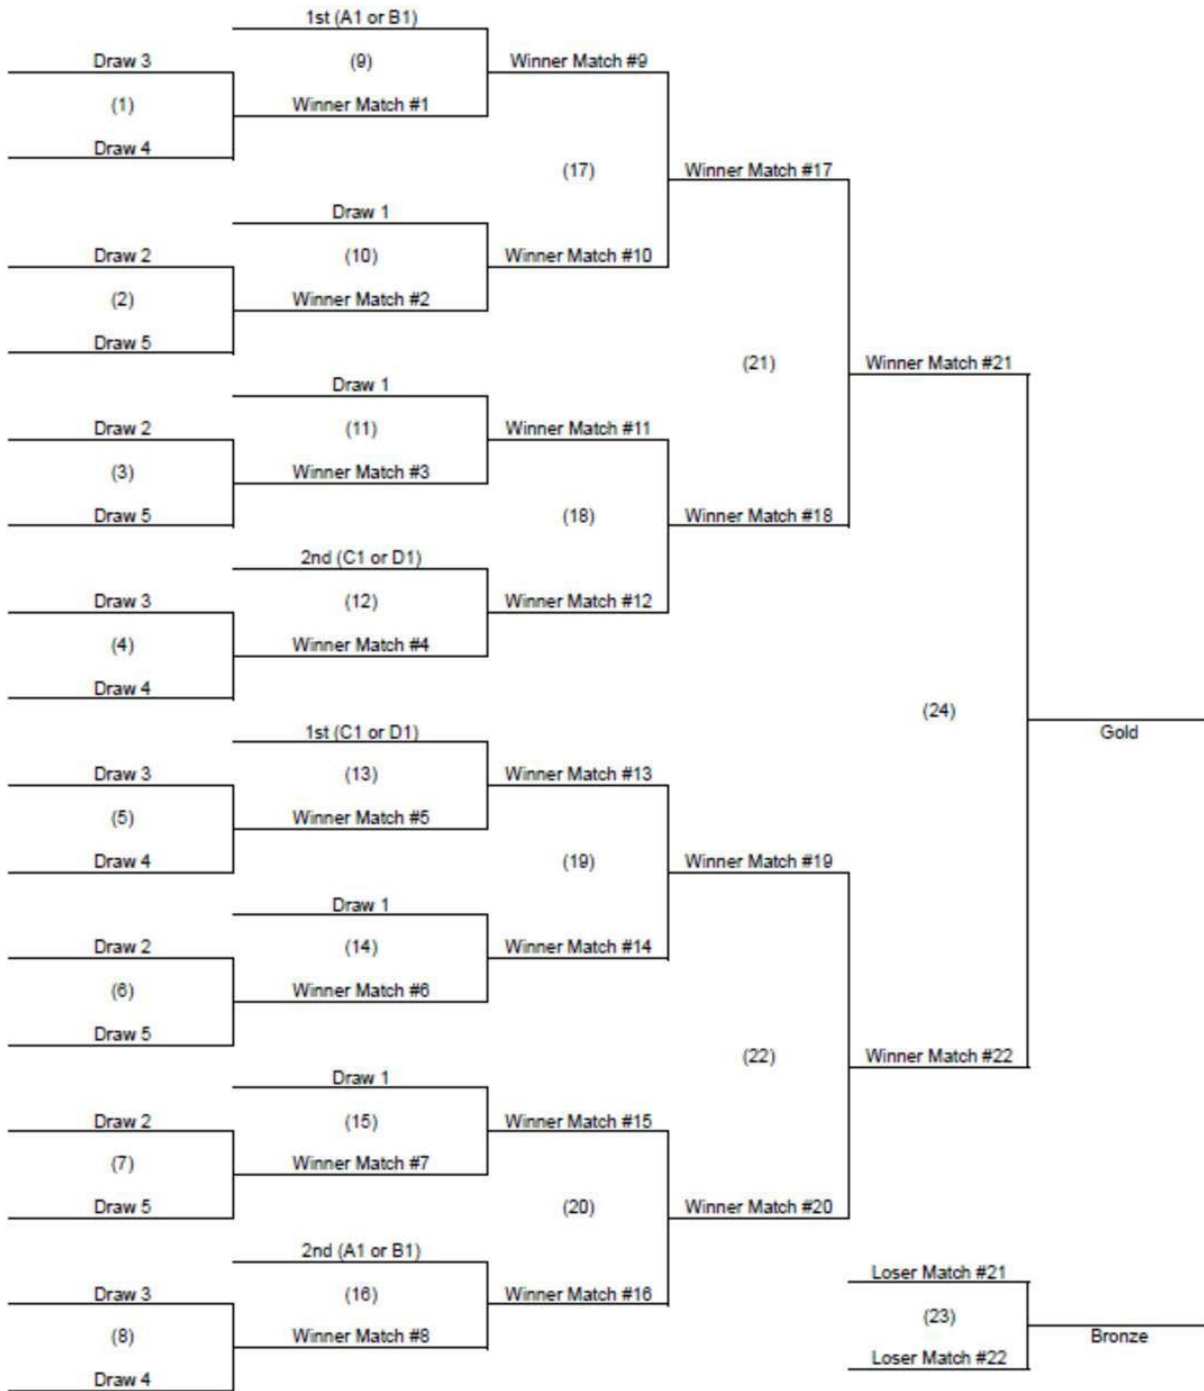 1st (A1 or B1)
Draw 3
(9)
Winner Match #9
(1)
Winner Match #1
Draw 4
(17)
Winner Match #17
Draw 1
Draw 2
(10)
Winner Match #10
(2)
Winner Match #2
Draw 5
(21)
Winner Match #21
Draw 1
Draw 2
(11)
Winner Match #11
(3)
Winner Match #3
Draw 5
(18)
Winner Match #18
2nd (C1 or D1)
Draw 3
(12)
Winner Match #12
(4)
Winner Match #4
Draw 4
(24)
Gold
1st (C1 or D1)
Draw 3
(13)
Winner Match #13
(5)
Winner Match #5
Draw 4
(19)
Winner Match #19
Draw 1
Draw 2
(14)
Winner Match #14
(6)
Winner Match #6
Draw 5
(22)
Winner Match #22
Draw 1
Draw 2
(15)
Winner Match #15
(7)
Winner Match #7
Draw 5
(20)
Winner Match #20
2nd (A1 or B1)
Loser Match #21
Draw 3
(16)
Winner Match #16
(23)
(8)
Winner Match #8
Bronze
Loser Match #22
Draw 4